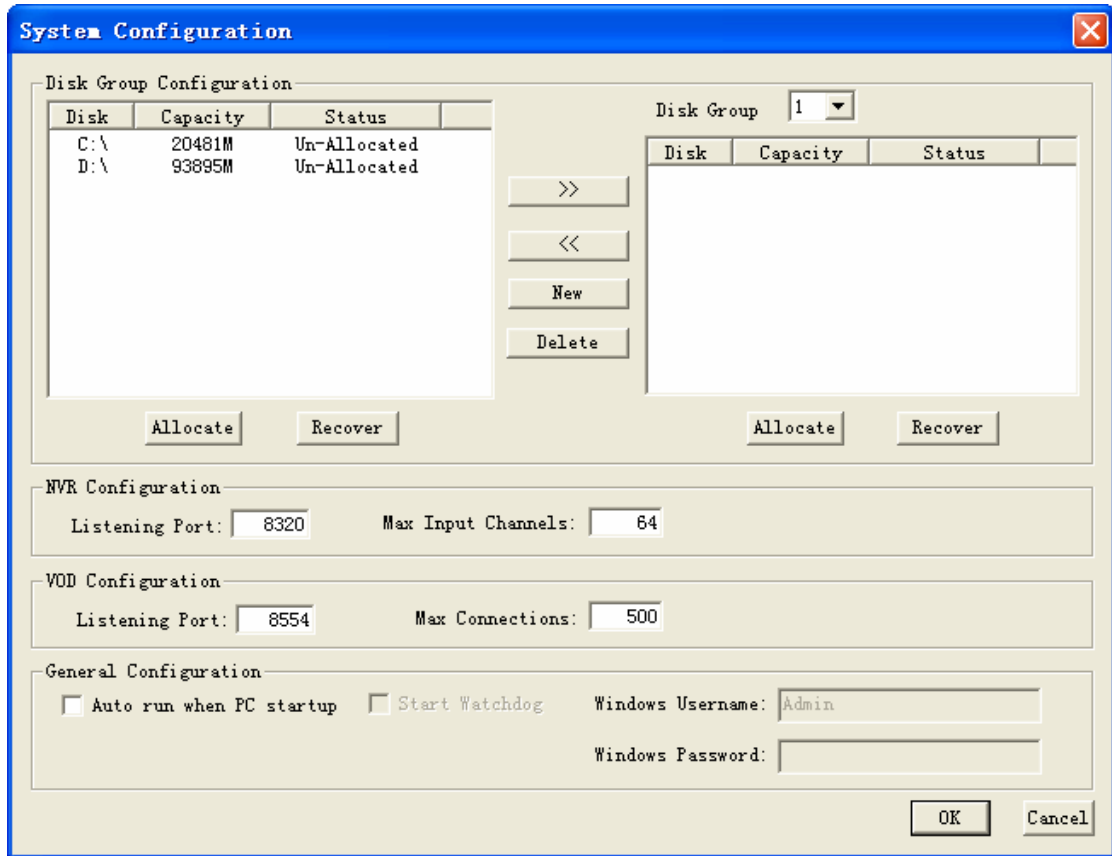 System Configuration
Disk Group Configuration
Disk Capacity Status
C:\ 20481M Un-Allocated
D:\ 93895M Un-Allocated
Allocate Recover
>>
<<
New
Delete
Disk Group 1
Disk Capacity Status
Allocate Recover
NVR Configuration
Listening Port: 8320 Max Input Channels: 64
VOD Configuration
Listening Port: 8554 Max Connections: 500
General Configuration
Auto run when PC startup Start Watchdog Windows Username: Admin
Windows Password:
OK Cancel